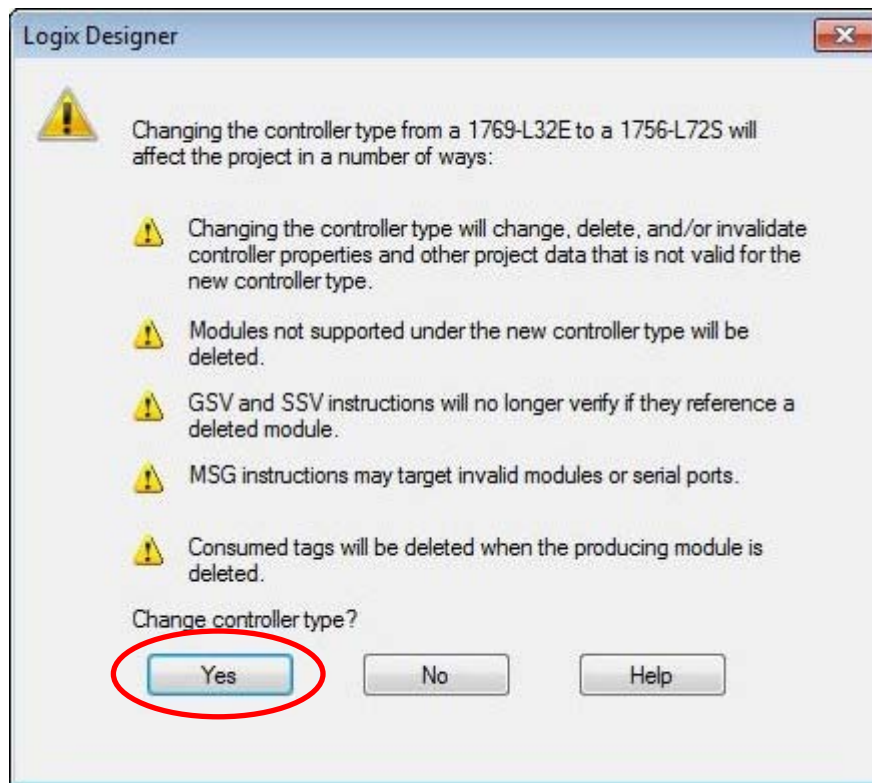 Logix Designer
Changing the controller type from a 1769-L32E to a 1756-L72S will
affect the project in a number of ways:
Changing the controller type will change, delete, and/or invalidate
controller properties and other project data that is not valid for the
new controller type.
Modules not supported under the new controller type will be
deleted.
GSV and SSV instructions will no longer verify if they reference a
deleted module.
MSG instructions may target invalid modules or serial ports.
Consumed tags will be deleted when the producing module is
deleted.
Change controller type?
Yes No Help